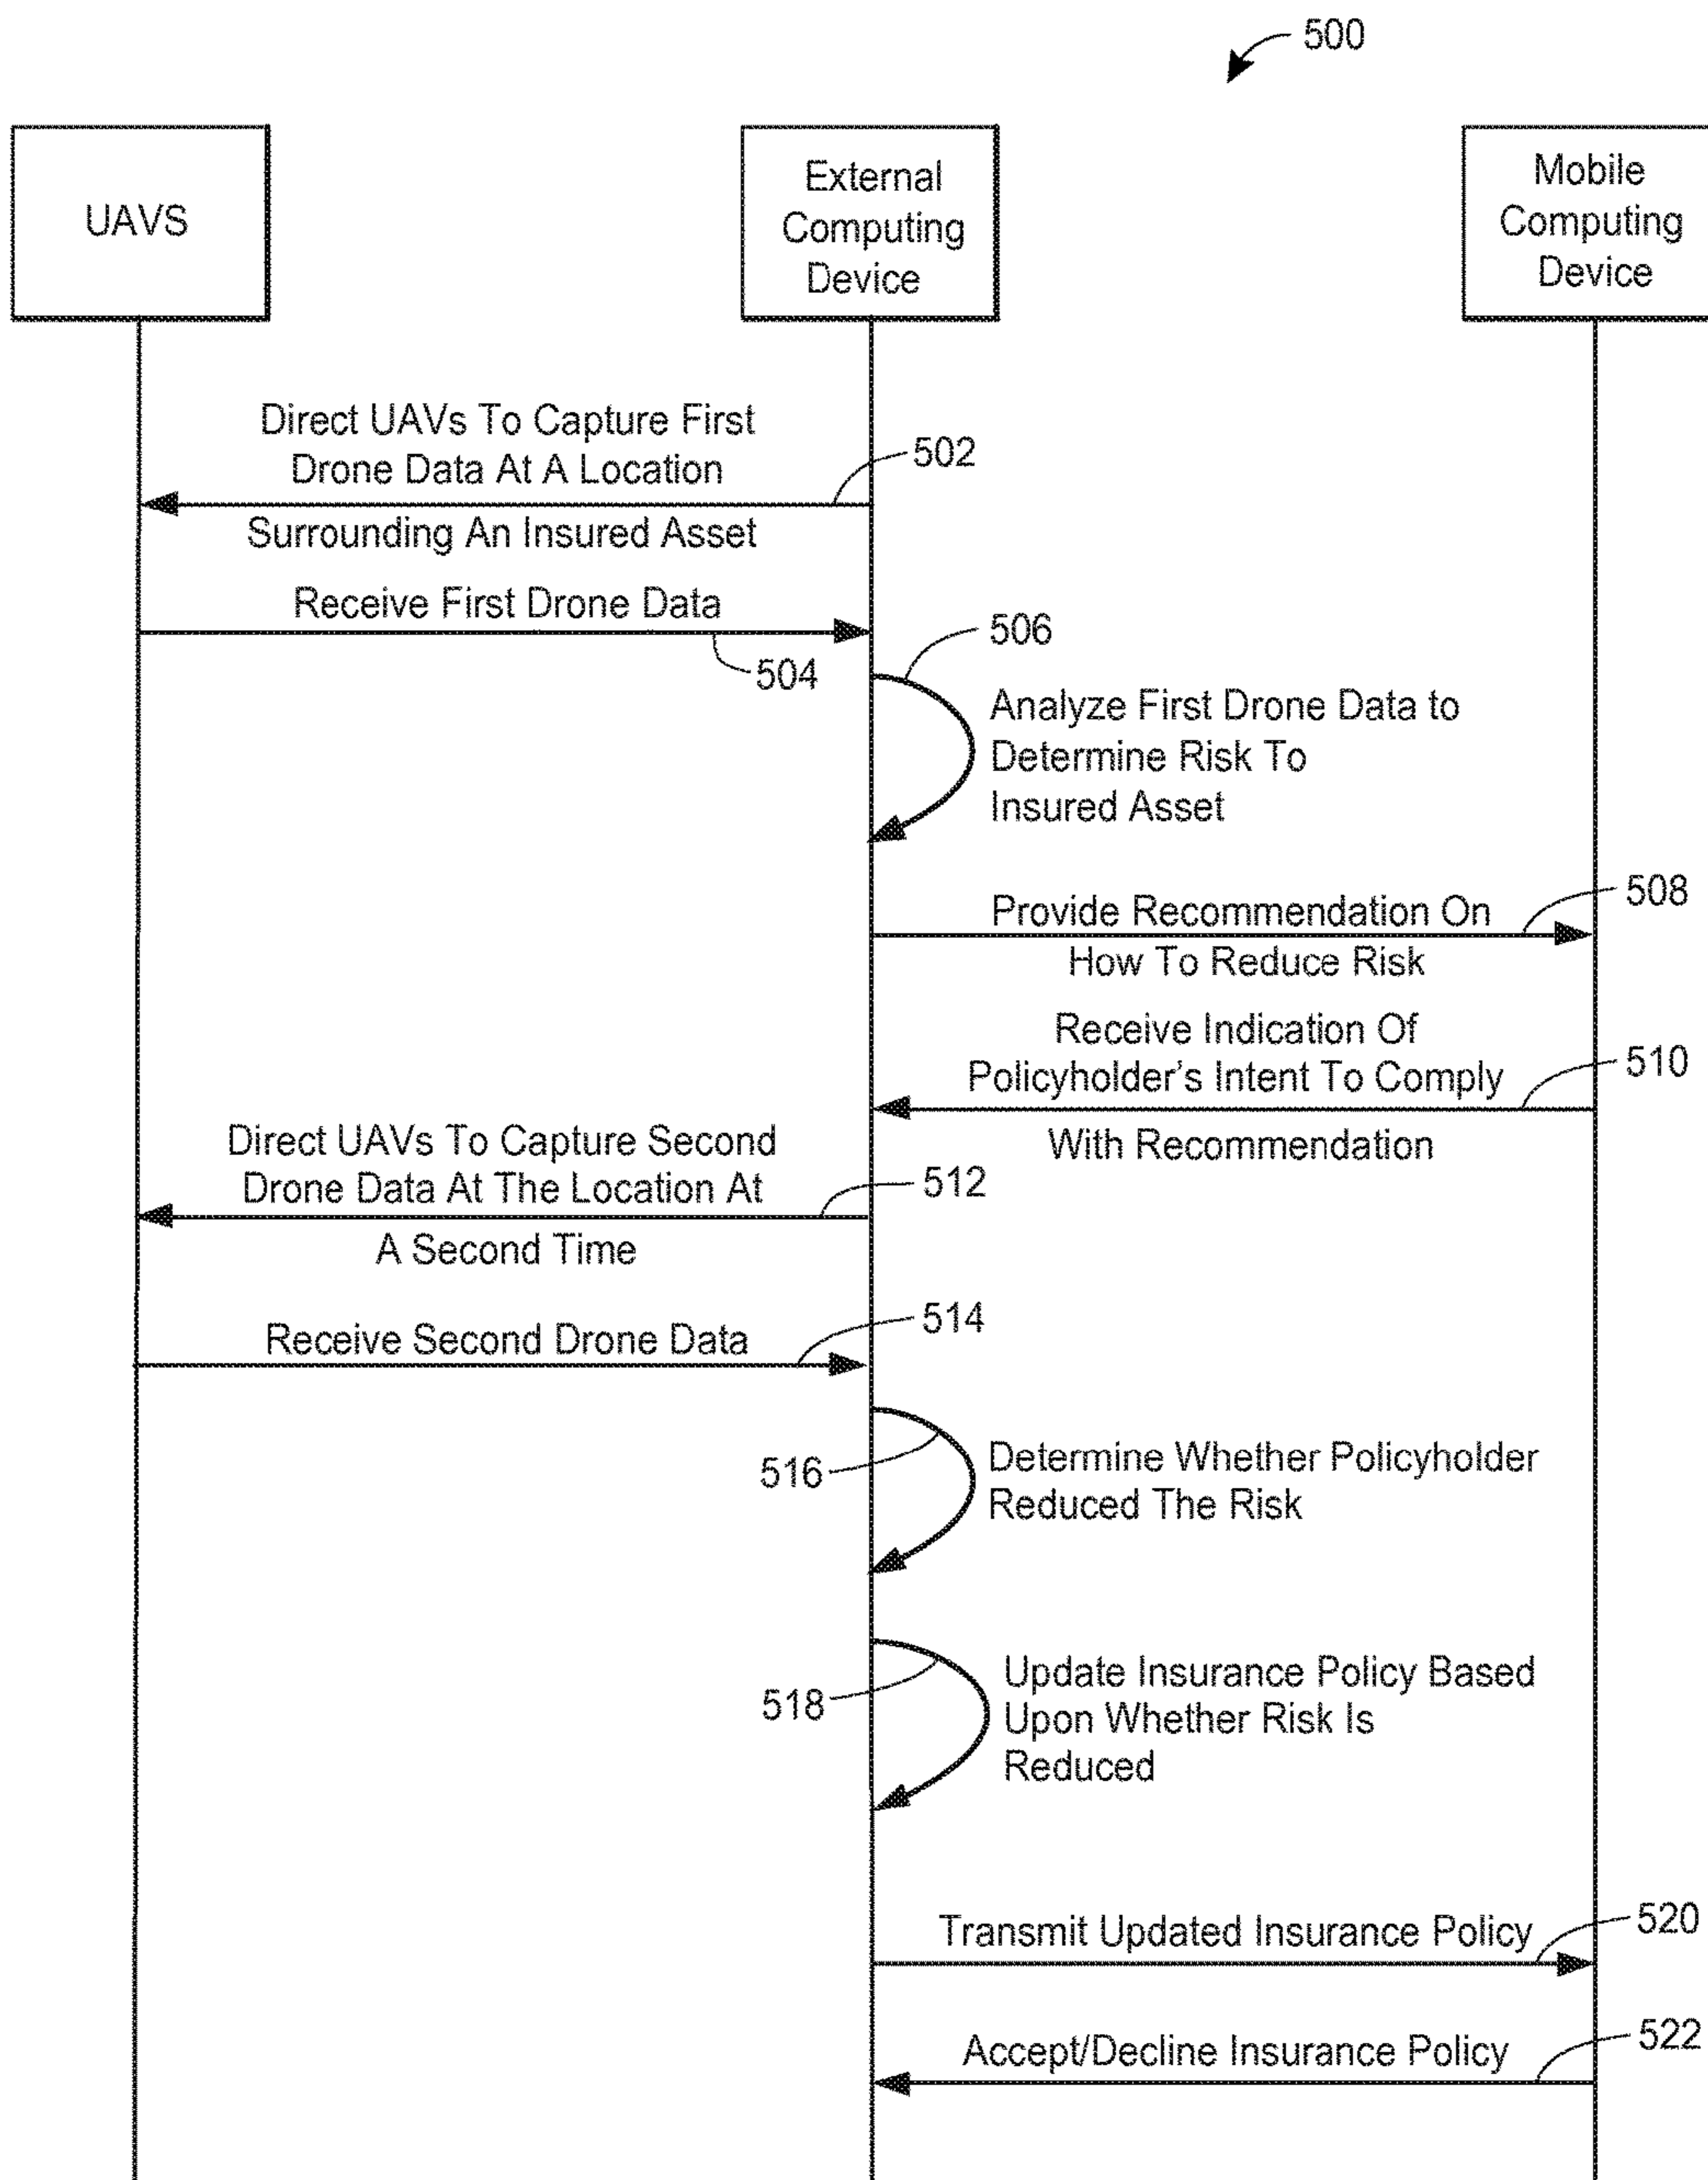 500
UAVS
External
Computing
Device
Mobile
Computing
Device
Direct UAVs To Capture First
Drone Data At A Location
502
Surrounding An Insured Asset
Receive First Drone Data
504
506
Analyze First Drone Data to
Determine Risk To
Insured Asset
Provide Recommendation On
508
How To Reduce Risk
Receive Indication Of
Policyholder's Intent To Comply
510
With Recommendation
Direct UAVs To Capture Second
Drone Data At The Location At
512
A Second Time
Receive Second Drone Data
514
516
Determine Whether Policyholder
Reduced The Risk
518
Update Insurance Policy Based
Upon Whether Risk Is
Reduced
Transmit Updated Insurance Policy
520
Accept/Decline Insurance Policy
522